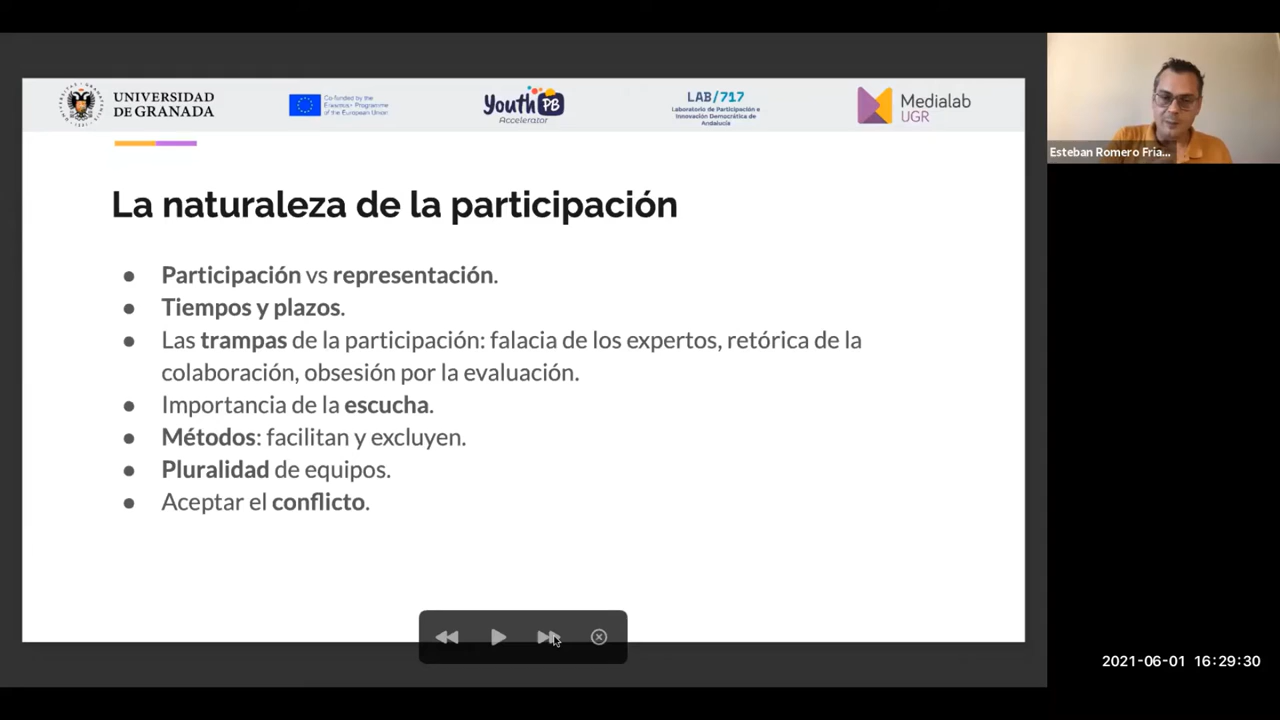 UNIVERSIDAD
DE GRANADA
Co-funded by the
Erasmus+ Programme
of the European Union
Youth PB
Accelerator
LAB/717
Laboratorio de Participación e
Innovación Democrática de
Andalucía
Medialab
UGR
Esteban Romero Fria...
La naturaleza de la participación
● Participación vs representación.
● Tiempos y plazos.
● Las trampas de la participación: falacia de los expertos, retórica de la
colaboración, obsesión por la evaluación.
● Importancia de la escucha.
● Métodos: facilitan y excluyen.
● Pluralidad de equipos.
● Aceptar el conflicto.
2021-06-01 16:29:30